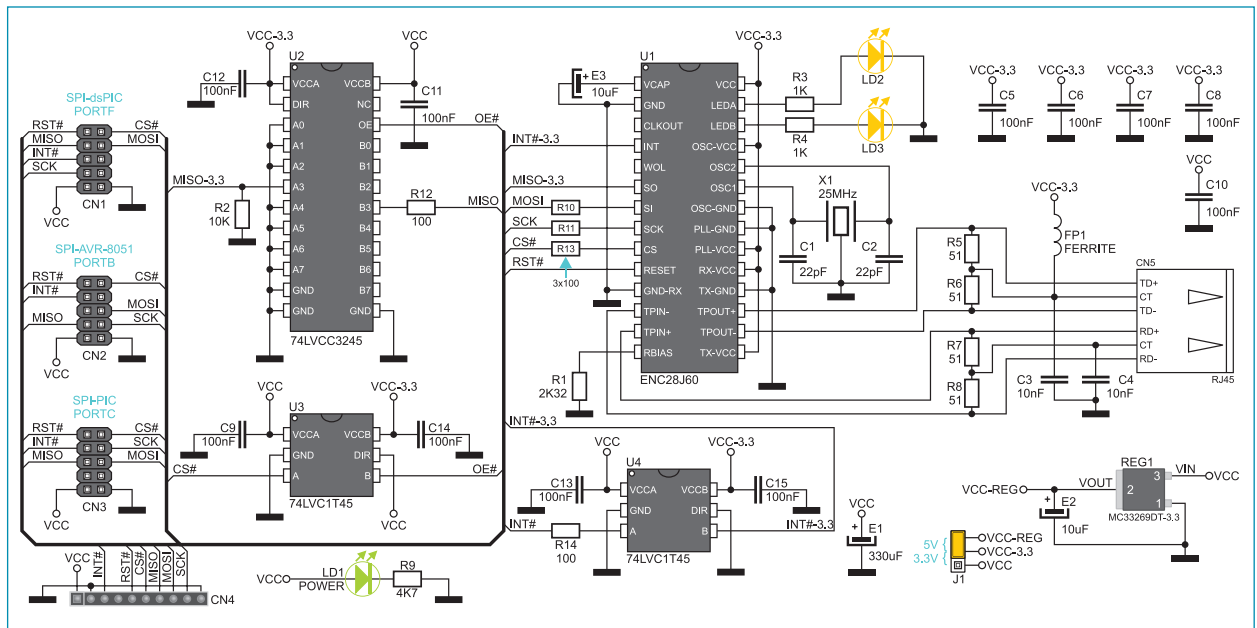 VCC-3.3
U2
VCC
C12
100nF
VCCA
VCCB
DIR
NC
C11
100nF
A0
OE
OE#
A1
B0
A2
B1
MISO-3.3
A3
B2
A4
B3
R12
100
MISO
R2
10K
A5
B4
A6
B5
A7
B6
GND
B7
GND
GND
74LVCC3245
SPI-dsPIC
PORTF
RST#
CS#
MISO
MOSI
INT#
SCK
VCC
CN1
SPI-AVR-8051
PORTB
RST#
CS#
INT#
MOSI
MISO
SCK
VCC
CN2
SPI-PIC
PORTC
RST#
CS#
INT#
SCK
MISO
MOSI
VCC
CN3
VCC
INT#
RST#
CS#
MISO
MOSI
SCK
CN4
VCC
U3
VCC-3.3
C9
100nF
VCCA
VCCB
C14
100nF
GND
DIR
CS#
A
B
OE#
74LVC1T45
VCC
VCC
LD1
POWER
R9
4K7
U1
VCC-3.3
E3
10uF
VCAP
VCC
GND
LEDA
CLKOUT
LEDB
INT#-3.3
INT
OSC-VCC
WOL
OSC2
MISO-3.3
SO
OSC1
MOSI
R10
SI
OSC-GND
SCK
R11
SCK
PLL-GND
CS#
R13
CS
PLL-VCC
RST#
3x100
RESET
RX-VCC
GND-RX
TX-GND
TPIN-
TPOUT+
TPIN+
TPOUT-
RBIAS
TX-VCC
ENC28J60
R1
2K32
R3
1K
LD2
R4
1K
LD3
X1
25MHz
C1
22pF
C2
22pF
VCC-3.3
C5
100nF
VCC-3.3
C6
100nF
VCC-3.3
C7
100nF
VCC-3.3
C8
100nF
VCC
C10
100nF
VCC-3.3
FP1
FERRITE
R5
51
R6
51
R7
51
R8
51
CN5
TD+
CT
TD-
RD+
CT
RD-
RJ45
C3
10nF
C4
10nF
INT#-3.3
VCC
U4
VCC-3.3
C13
100nF
VCCA
VCCB
C15
100nF
GND
DIR
INT#
A
B
INT#-3.3
R14
100
74LVC1T45
VCC
E1
330uF
REG1
VCC-REG
VOUT
2
3
1
VIN
VCC
E2
10uF
MC33269DT-3.3
5V
3.3V
VCC-REG
VCC-3.3
VCC
J1